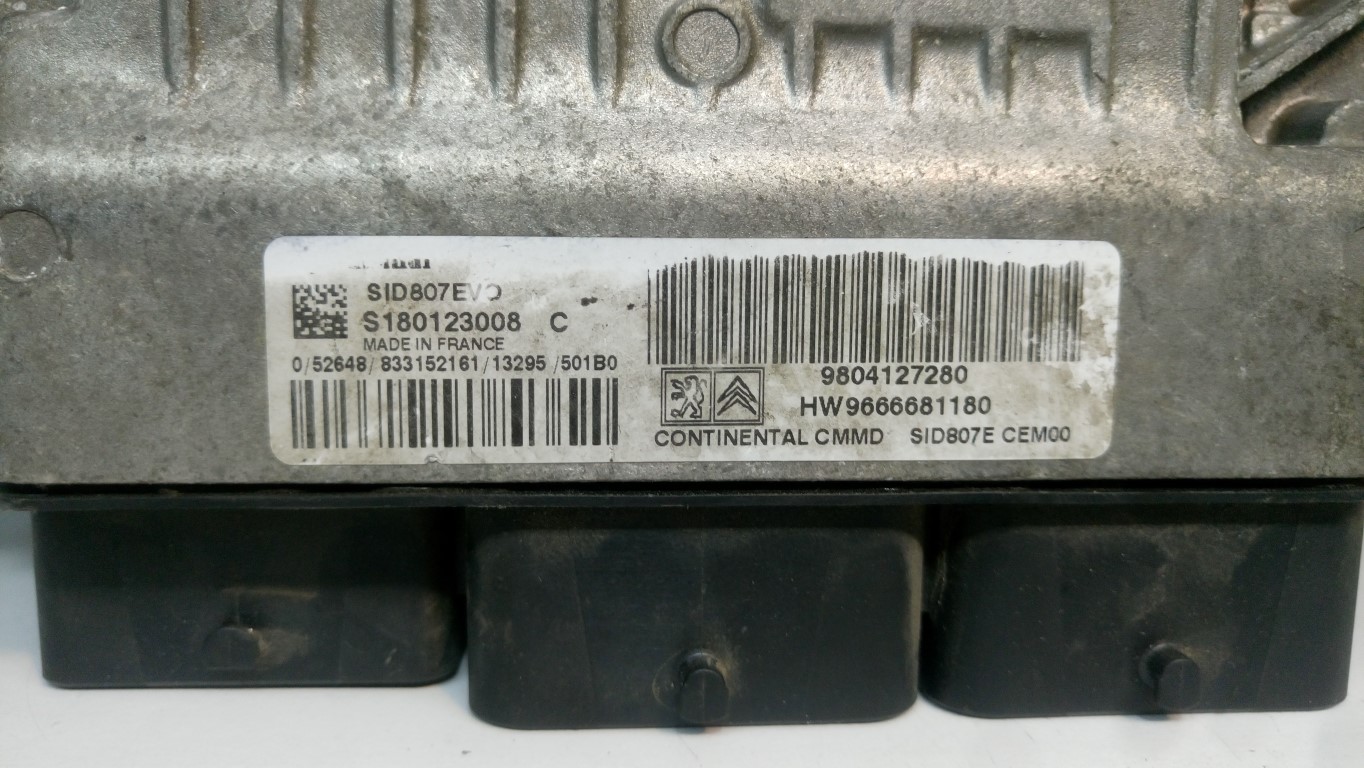 SID807EVO
S180123008 C
MADE IN FRANCE
0/52648/833152161/13295/501B0
9804127280
HW9666681180
CONTINENTAL CMMD SID807E CEM00